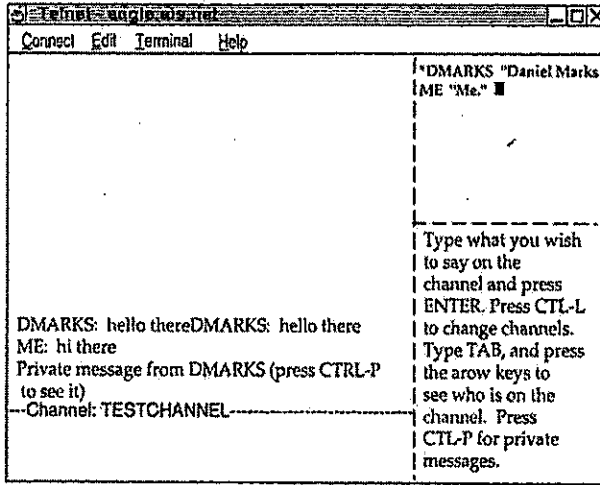 Telnet - eagle.ais.net
Connect Edit Terminal Help
*DMARKS "Daniel Marks
ME "Me."
DMARKS: hello thereDMARKS: hello there
ME: hi there
Private message from DMARKS (press CTRL-P
to see it)
---Channel: TESTCHANNEL---
Type what you wish
to say on the
channel and press
ENTER. Press CTL-L
to change channels.
Type TAB, and press
the arow keys to
see who is on the
channel. Press
CTL-P for private
messages.